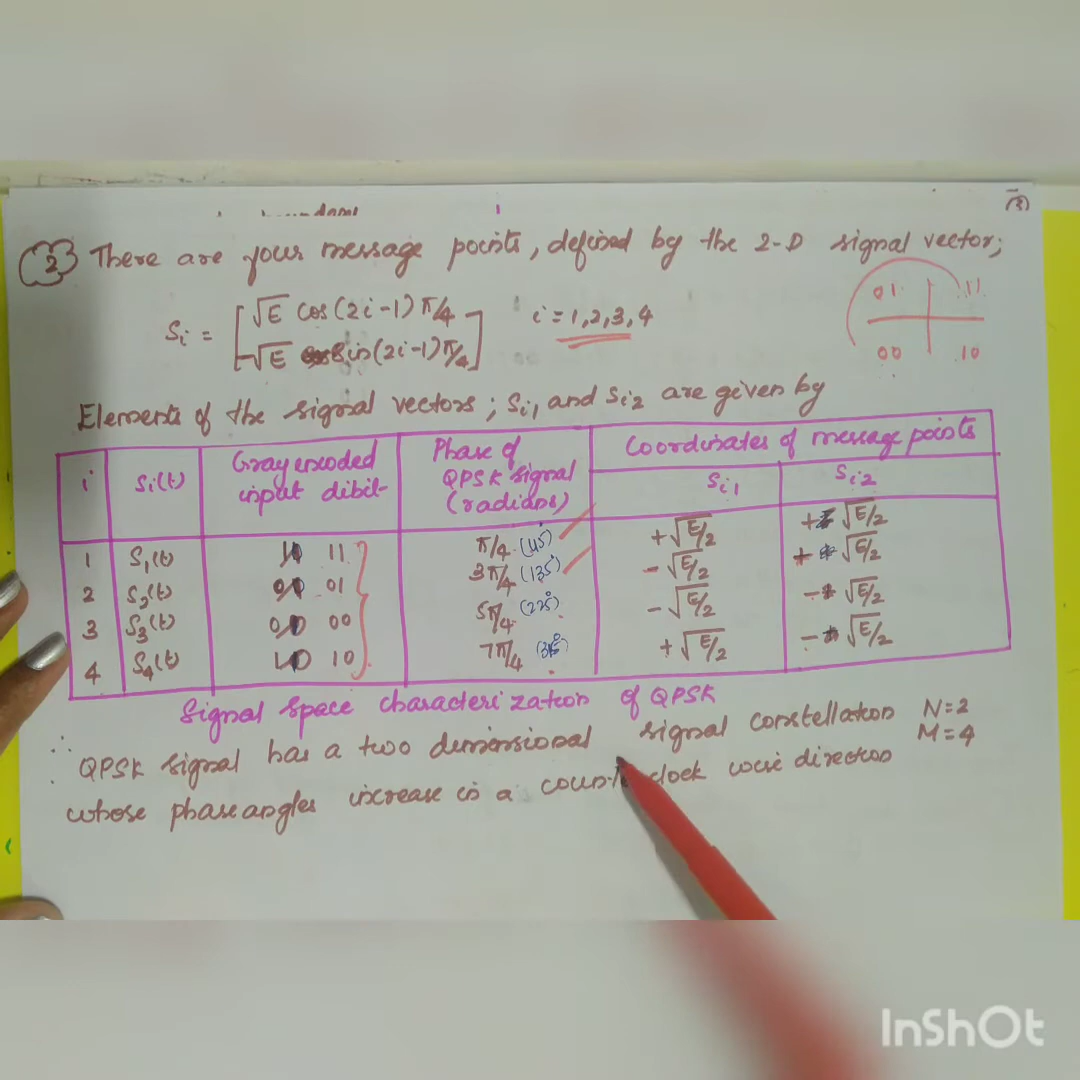 (3)
2 There are four message points, defined by the 2-D signal vector;
01 11
00 10
Si = [ √E cos(2i-1) π/4
-√E sin(2i-1) π/4 ] i = 1,2,3,4
Elements of the signal vectors; Si1 and Si2 are given by
i Si(t) Gray encoded input dibit Phase of QPSK signal (radians) Coordinates of message points
Si1 Si2
1 S1(t) 11 π/4 (45°) +√E/2 +√E/2
2 S2(t) 01 3π/4 (135°) -√E/2 +√E/2
3 S3(t) 00 5π/4 (225°) -√E/2 -√E/2
4 S4(t) 10 7π/4 +√E/2 -√E/2
Signal space characterization of QPSK
∴ QPSK signal has a two dimensional signal constellation N=2
whose phase angles increase in a clock wise direction M=4
InShOt